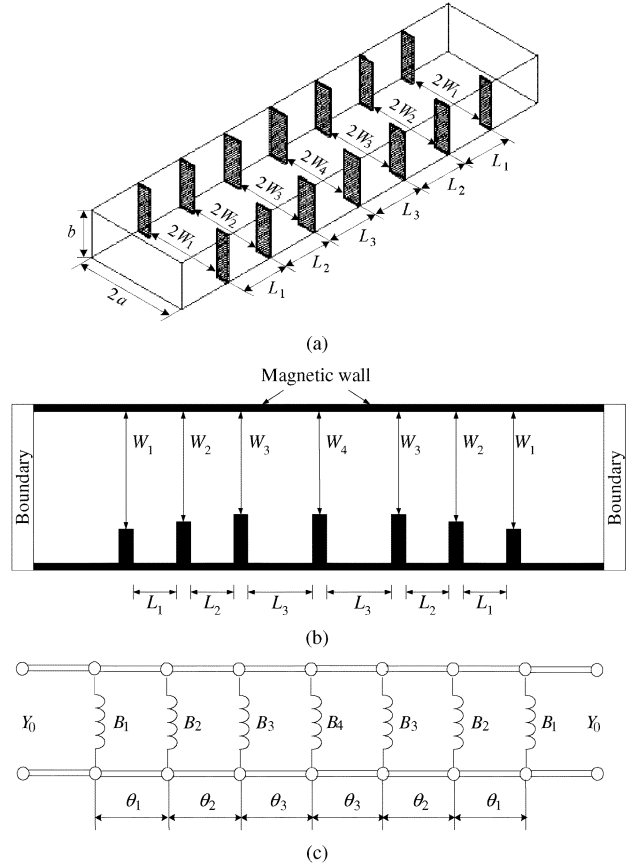 2W₁
2W₂
2W₃
2W₄
2W₃
2W₂
2W₁
b
2a
L₁
L₂
L₃
L₃
L₂
L₁
(a)
Magnetic wall
Boundary
W₁ W₂ W₃ W₄ W₃ W₂ W₁
Boundary
L₁ L₂ L₃ L₃ L₂ L₁
(b)
Y₀ B₁ B₂ B₃ B₄ B₃ B₂ B₁ Y₀
θ₁ θ₂ θ₃ θ₃ θ₂ θ₁
(c)